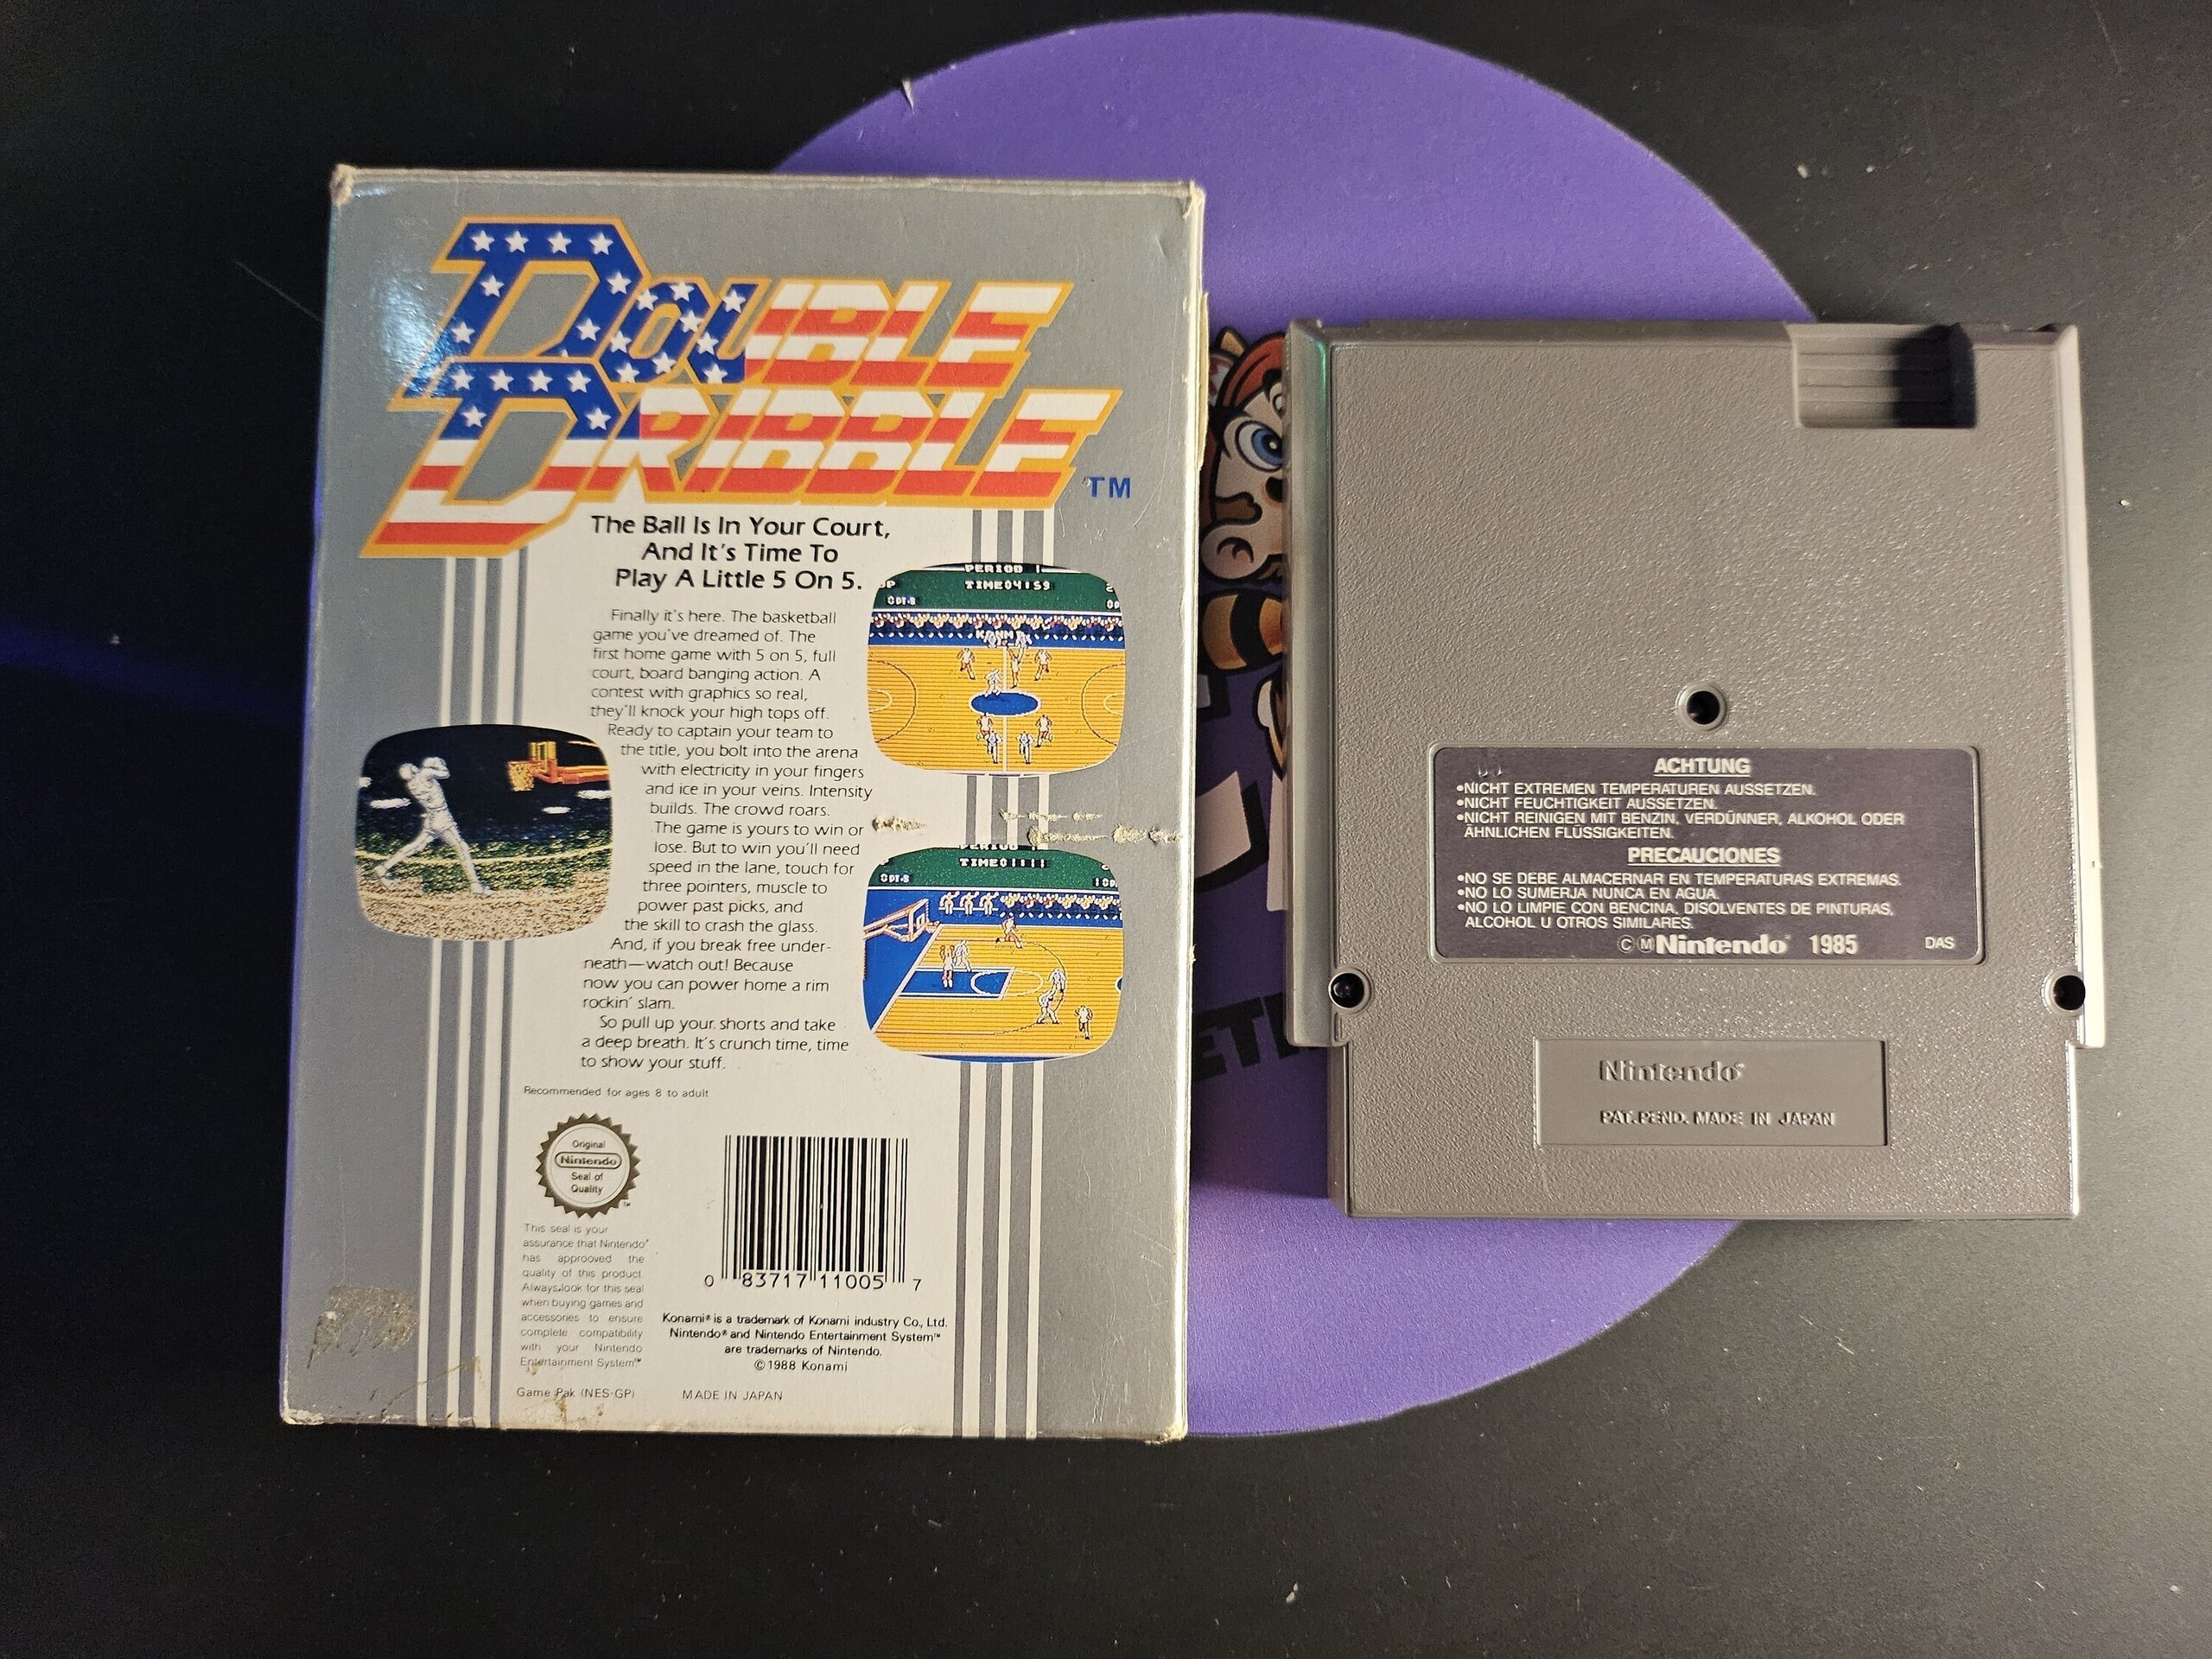 DOUBLE
DRIBBLE
TM
The Ball Is In Your Court,
And It's Time To
Play A Little 5 On 5.
Finally it's here. The basketball
game you've dreamed of. The
first home game with 5 on 5, full
court, board banging action. A
contest with graphics so real,
they'll knock your high tops off.
Ready to captain your team to
the title, you bolt into the arena
with electricity in your fingers
and ice in your veins. Intensity
builds. The crowd roars.
The game is yours to win or
lose. But to win you'll need
speed in the lane, touch for
three pointers, muscle to
power past picks, and
the skill to crash the glass.
And, if you break free under-
neath—watch out! Because
now you can power home a rim
rockin' slam.
So pull up your shorts and take
a deep breath. It's crunch time, time
to show your stuff.
PERIOD 1
TIME 04:59
OPT.3
PERIOD
TIME
OPT.3
Recommended for ages 8 to adult
Original
Nintendo
Seal of
Quality
TM
This seal is your
assurance that Nintendo®
has approoved the
quality of this product.
Always look for this seal
when buying games and
accessories to ensure
complete compatibility
with your Nintendo
Entertainment System™
0 83717 11005 7
Konami® is a trademark of Konami industry Co., Ltd.
Nintendo® and Nintendo Entertainment System™
are trademarks of Nintendo.
©1988 Konami
Game Pak (NES-GP) MADE IN JAPAN
ACHTUNG
•NICHT EXTREMEN TEMPERATUREN AUSSETZEN.
•NICHT FEUCHTIGKEIT AUSSETZEN.
•NICHT REINIGEN MIT BENZIN, VERDÜNNER, ALKOHOL ODER
ÄHNLICHEN FLÜSSIGKEITEN.
PRECAUCIONES
•NO SE DEBE ALMACERNAR EN TEMPERATURAS EXTREMAS.
•NO LO SUMERJA NUNCA EN AGUA.
•NO LO LIMPIE CON BENCINA, DISOLVENTES DE PINTURAS,
ALCOHOL U OTROS SIMILARES.
©Ⓜ Nintendo® 1985 DAS
Nintendo®
PAT. PEND. MADE IN JAPAN